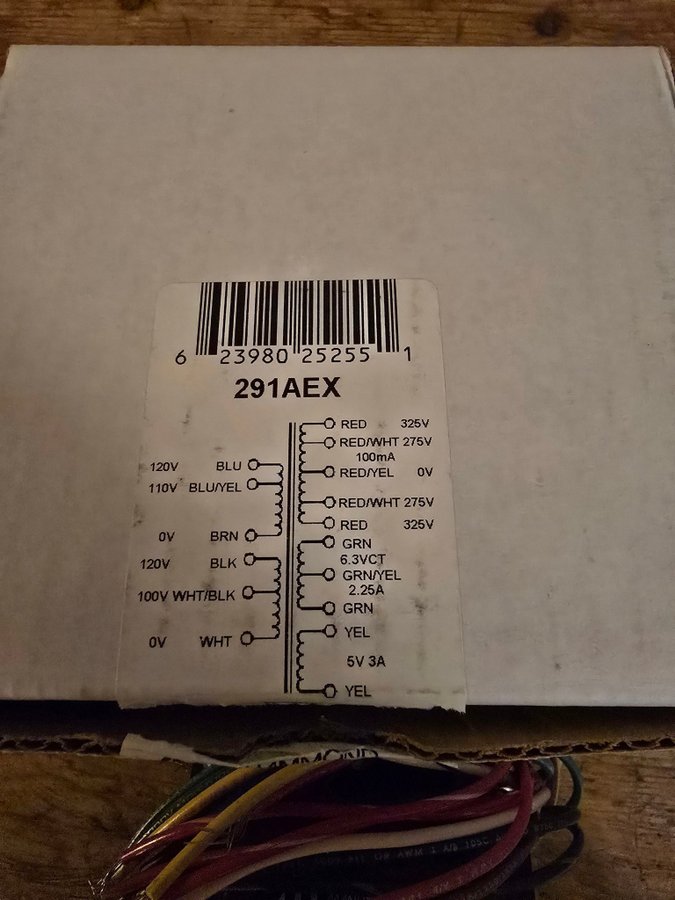 6 23980 25255 1
291AEX
RED 325V
RED/WHT 275V
100mA
RED/YEL 0V
RED/WHT 275V
RED 325V
GRN
6.3VCT
GRN/YEL
2.25A
GRN
YEL
5V 3A
YEL
120V BLU
110V BLU/YEL
0V BRN
120V BLK
100V WHT/BLK
0V WHT